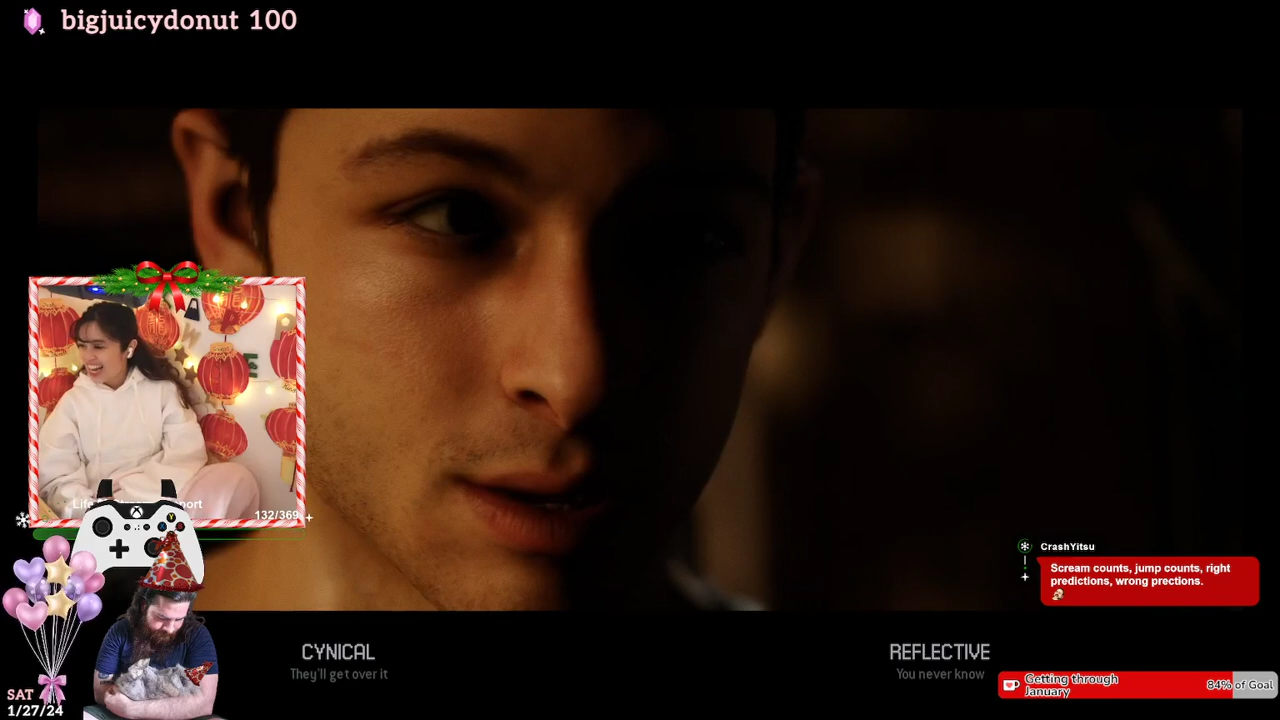 bigjuicydonut 100
132/369
CrashYitsu
Scream counts, jump counts, right
predictions, wrong prections.
CYNICAL
They'll get over it
REFLECTIVE
You never know
Getting through
January
84% of Goal
SAT
1/27/24